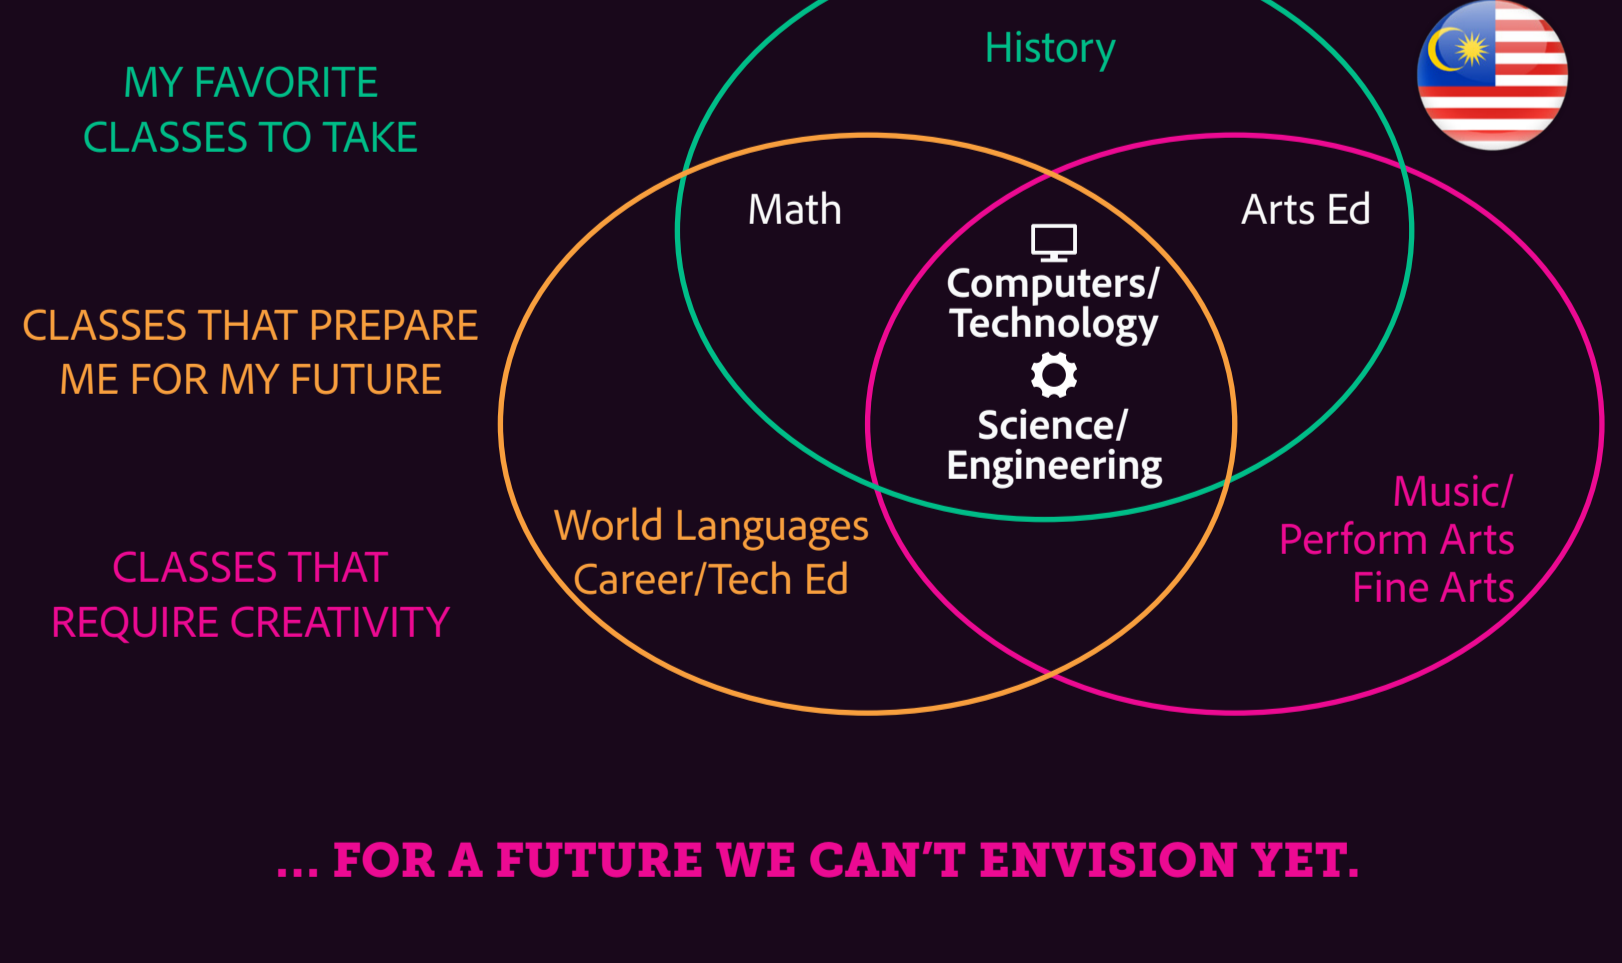 MY FAVORITE
CLASSES TO TAKE
CLASSES THAT PREPARE
ME FOR MY FUTURE
CLASSES THAT
REQUIRE CREATIVITY
History
Math
Arts Ed
Computers/
Technology
Science/
Engineering
World Languages
Career/Tech Ed
Music/
Perform Arts
Fine Arts
... FOR A FUTURE WE CAN'T ENVISION YET.